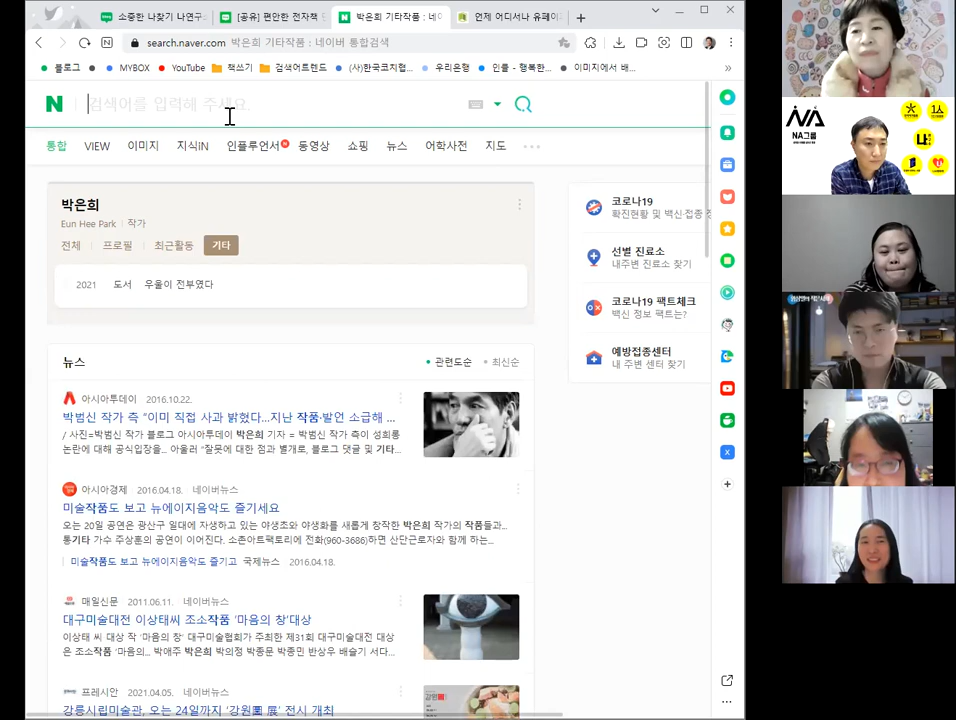 소중한 나찾기 나연구
[공유] 편안한 전자책
박은희 기타작품 : 네이
언제 어디서나 유페이
search.naver.com 박은희 기타작품 : 네이버 통합검색
블로그
MYBOX
YouTube
책쓰기
검색어트렌드
(사)한국코치협...
우리은행
인플 - 행복한...
이미지에서 배...
N
검색어를 입력해 주세요.
통합 VIEW 이미지 지식iN 인플루언서 동영상 쇼핑 뉴스 어학사전 지도
박은희
Eun Hee Park 작가
전체 프로필 최근활동 기타
2021 도서 우울이 전부였다
코로나19
확진현황 및 백신·접종
선별 진료소
내주변 진료소 찾기
코로나19 팩트체크
백신 정보 팩트는?
예방접종센터
내 주변 센터 찾기
뉴스
관련도순 최신순
아시아투데이 2016.10.22.
박범신 작가 측 "이미 직접 사과 밝혔다...지난 작품·발언 소급해 ...
/ 사진=박범신 작가 블로그 아시아투데이 박은희 기자 = 박범신 작가 측이 성희롱
논란에 대해 공식입장을... 아울러 "잘못에 대한 점과 별개로, 블로그 댓글 및 기타...
아시아경제 2016.04.18. 네이버뉴스
미술작품도 보고 뉴에이지음악도 즐기세요
오는 20일 공연은 광산구 일대에 자생하고 있는 야생초와 야생화를 새롭게 창작한 박은희 작가의 작품들과...
통기타 가수 주상훈의 공연이 이어진다. 소촌아트팩토리에 전화(960-3686)하면 산단근로자와 함께 하는...
미술작품도 보고 뉴에이지음악도 즐기고 국제뉴스 2016.04.18.
매일신문 2011.06.11. 네이버뉴스
대구미술대전 이상태씨 조소작품 '마음의 창'대상
이상태 씨 대상 작 '마음의 창' 대구미술협회가 주최한 제31회 대구미술대전 대상
은 조소작품 '마음의... 박애주 박은희 박의정 박종문 박종민 반상우 배슬기 서다...
프레시안 2021.04.05. 네이버뉴스
강릉시립미술관, 오는 24일까지 '강원圖 展' 전시 개최
NA
NA그룹